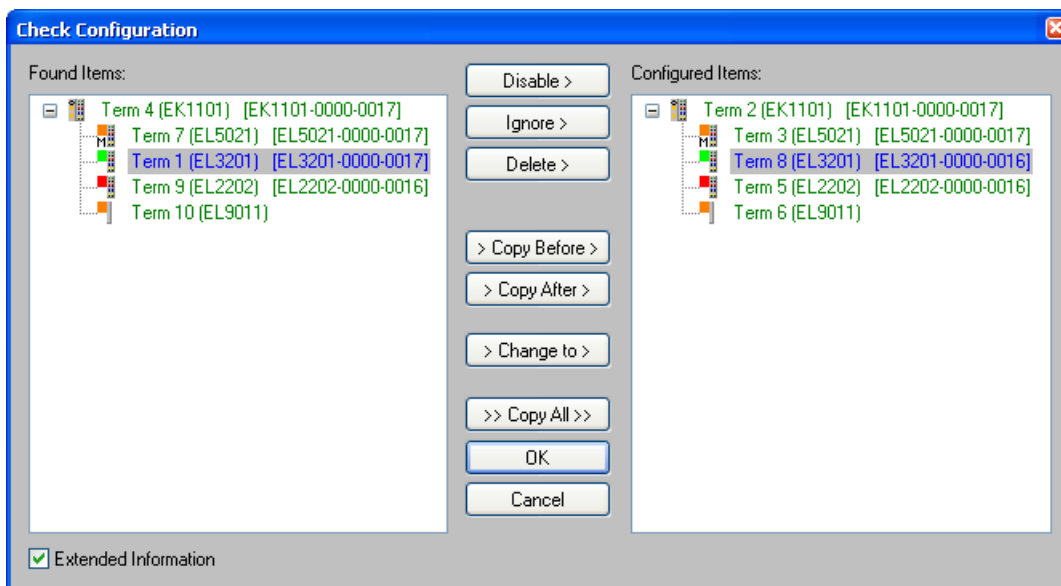 Check Configuration
Found Items:
Term 4 (EK1101) [EK1101-0000-0017]
Term 7 (EL5021) [EL5021-0000-0017]
Term 1 (EL3201) [EL3201-0000-0017]
Term 9 (EL2202) [EL2202-0000-0016]
Term 10 (EL9011)
Disable >
Ignore >
Delete >
> Copy Before >
> Copy After >
> Change to >
>> Copy All >>
OK
Cancel
Configured Items:
Term 2 (EK1101) [EK1101-0000-0017]
Term 3 (EL5021) [EL5021-0000-0017]
Term 8 (EL3201) [EL3201-0000-0016]
Term 5 (EL2202) [EL2202-0000-0016]
Term 6 (EL9011)
Extended Information